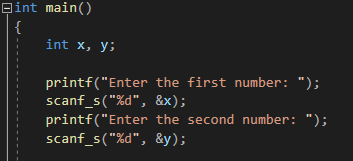 int main()
{
int x, y;
printf("Enter the first number: ");
scanf_s("%d", &x);
printf("Enter the second number: ");
scanf_s("%d", &y);